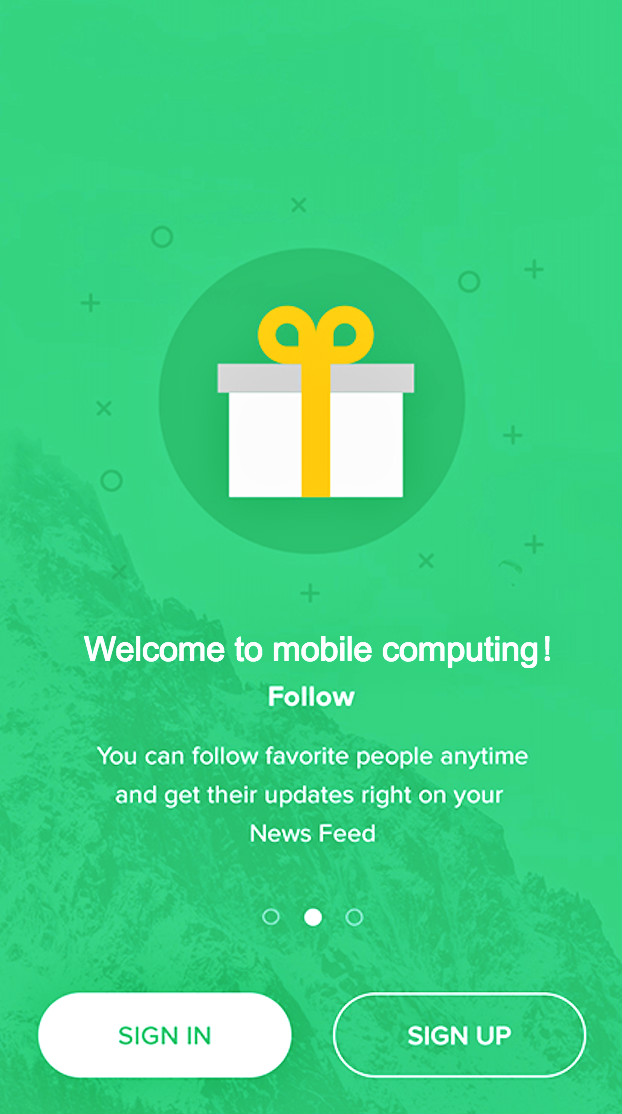 Welcome to mobile computing!
Follow
You can follow favorite people anytime
and get their updates right on your
News Feed
SIGN IN
SIGN UP